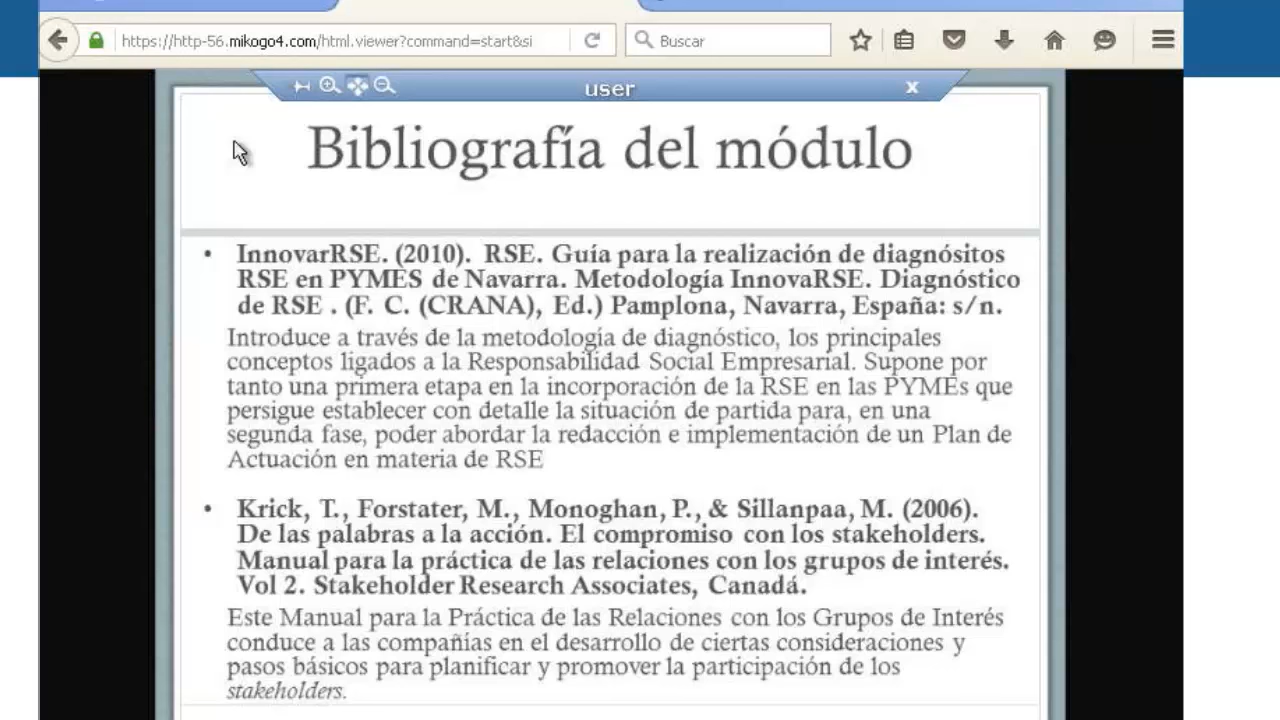 https://http-56.mikogo4.com/html.viewer?command=start&si
Buscar
user
x
Bibliografía del módulo
• InnovarRSE. (2010). RSE. Guía para la realización de diagnósitos
RSE en PYMES de Navarra. Metodología InnovaRSE. Diagnóstico
de RSE . (F. C. (CRANA), Ed.) Pamplona, Navarra, España: s/n.
Introduce a través de la metodología de diagnóstico, los principales
conceptos ligados a la Responsabilidad Social Empresarial. Supone por
tanto una primera etapa en la incorporación de la RSE en las PYMEs que
persigue establecer con detalle la situación de partida para, en una
segunda fase, poder abordar la redacción e implementación de un Plan de
Actuación en materia de RSE
• Krick, T., Forstater, M., Monoghan, P., & Sillanpaa, M. (2006).
De las palabras a la acción. El compromiso con los stakeholders.
Manual para la práctica de las relaciones con los grupos de interés.
Vol 2. Stakeholder Research Associates, Canadá.
Este Manual para la Práctica de las Relaciones con los Grupos de Interés
conduce a las compañías en el desarrollo de ciertas consideraciones y
pasos básicos para planificar y promover la participación de los
stakeholders.